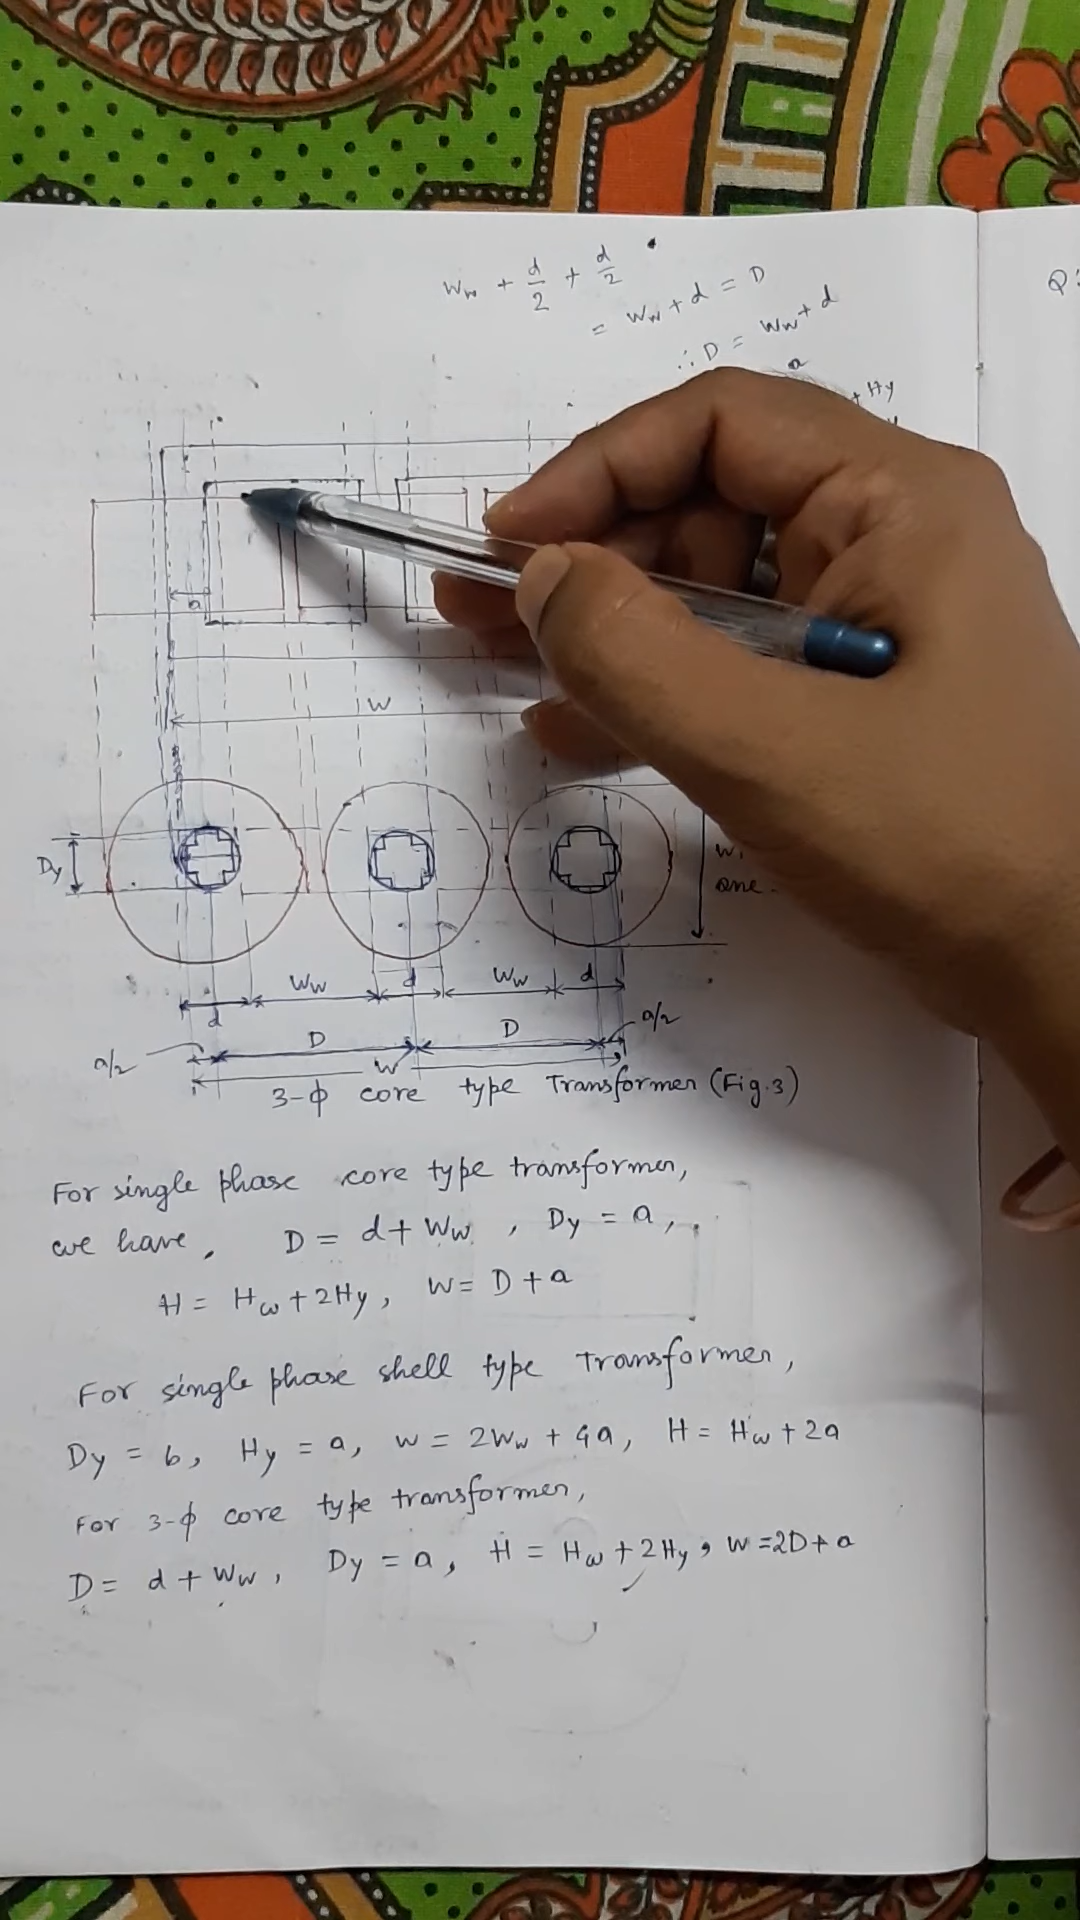 Ww + d/2 + d/2
= Ww + d = D
∴ D = Ww + d
a
+ Hy
Q:
a
W
Dy
one
Ww
d
Ww
d
d
D
D
a/2
a/2
W
3-ϕ core type Transformer (Fig.3)
For single phase core type transformer,
we have, D = d + Ww , Dy = a ,
H = Hw + 2Hy , W = D + a
For single phase shell type Transformer,
Dy = b, Hy = a, W = 2Ww + 4a, H = Hw + 2a
For 3-ϕ core type transformer,
D = d + Ww , Dy = a , H = Hw + 2Hy , W = 2D + a